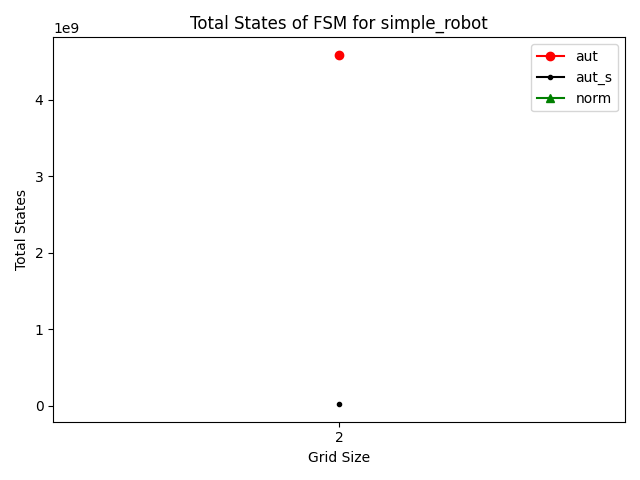 Total States of FSM for simple_robot
1e9
aut
aut_s
norm
4
3
2
1
0
Total States
2
Grid Size